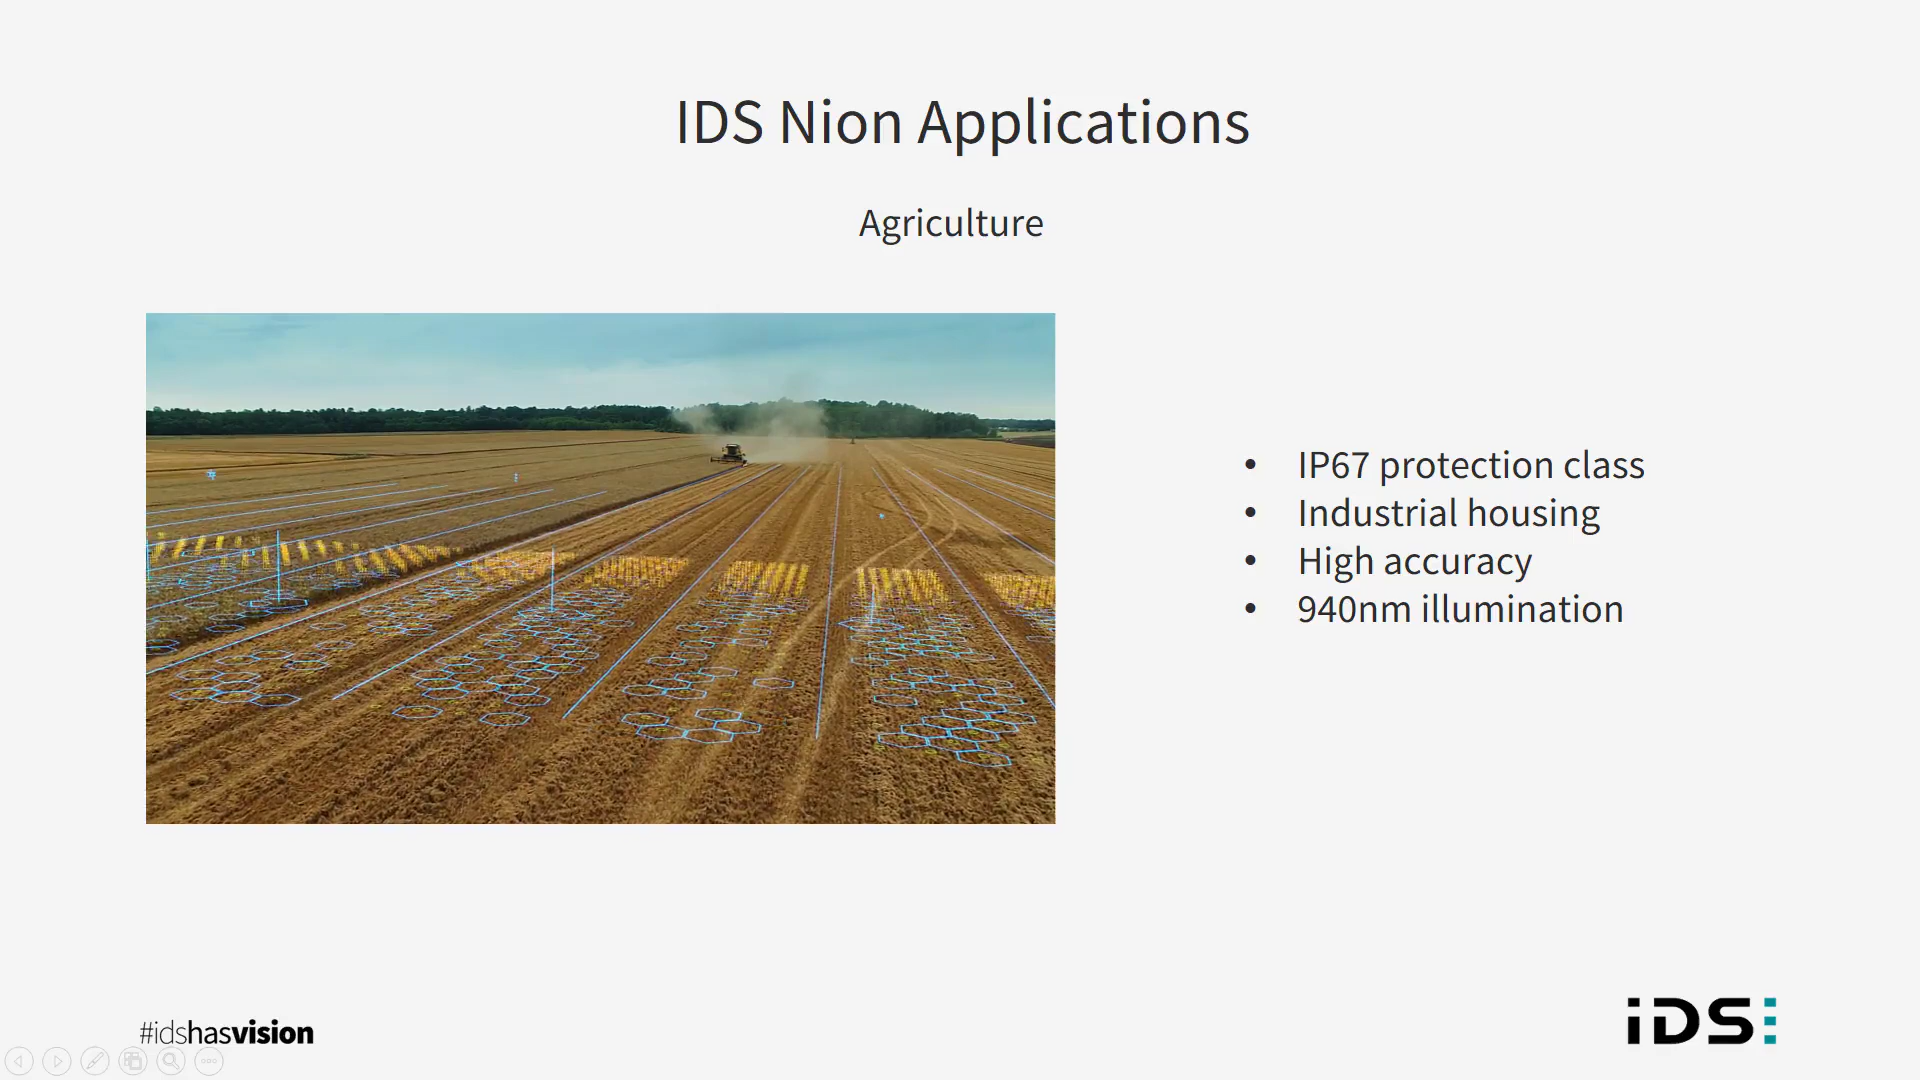 IDS Nion Applications
Agriculture
• IP67 protection class
• Industrial housing
• High accuracy
• 940nm illumination
#idshasvision
iDS